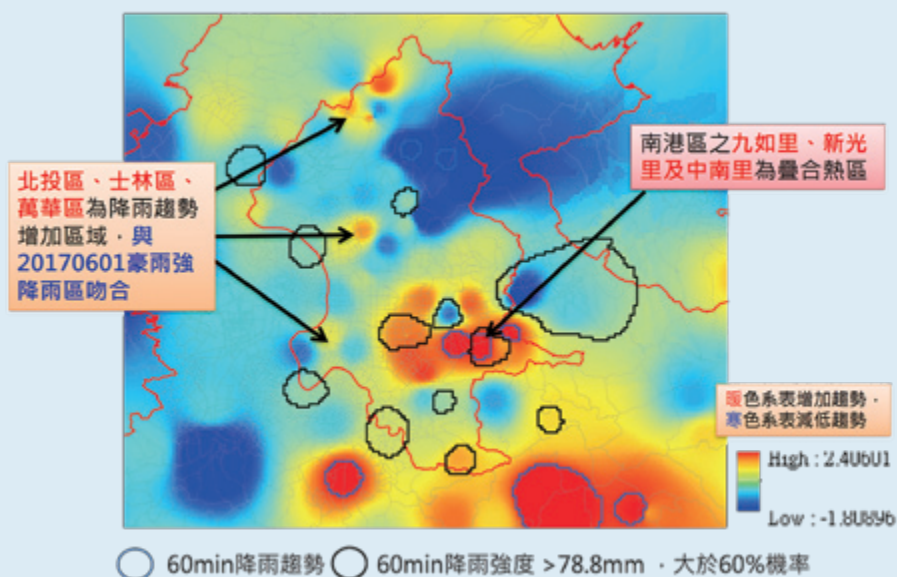 北投區、士林區、
萬華區為降雨趨勢
增加區域，與
20170601豪雨強
降雨區吻合
南港區之九如里、新光
里及中南里為疊合熱區
暖色系表增加趨勢，
寒色系表減低趨勢
High : 2.40601
Low : -1.80896
60min降雨趨勢
60min降雨強度 >78.8mm ，大於60%機率